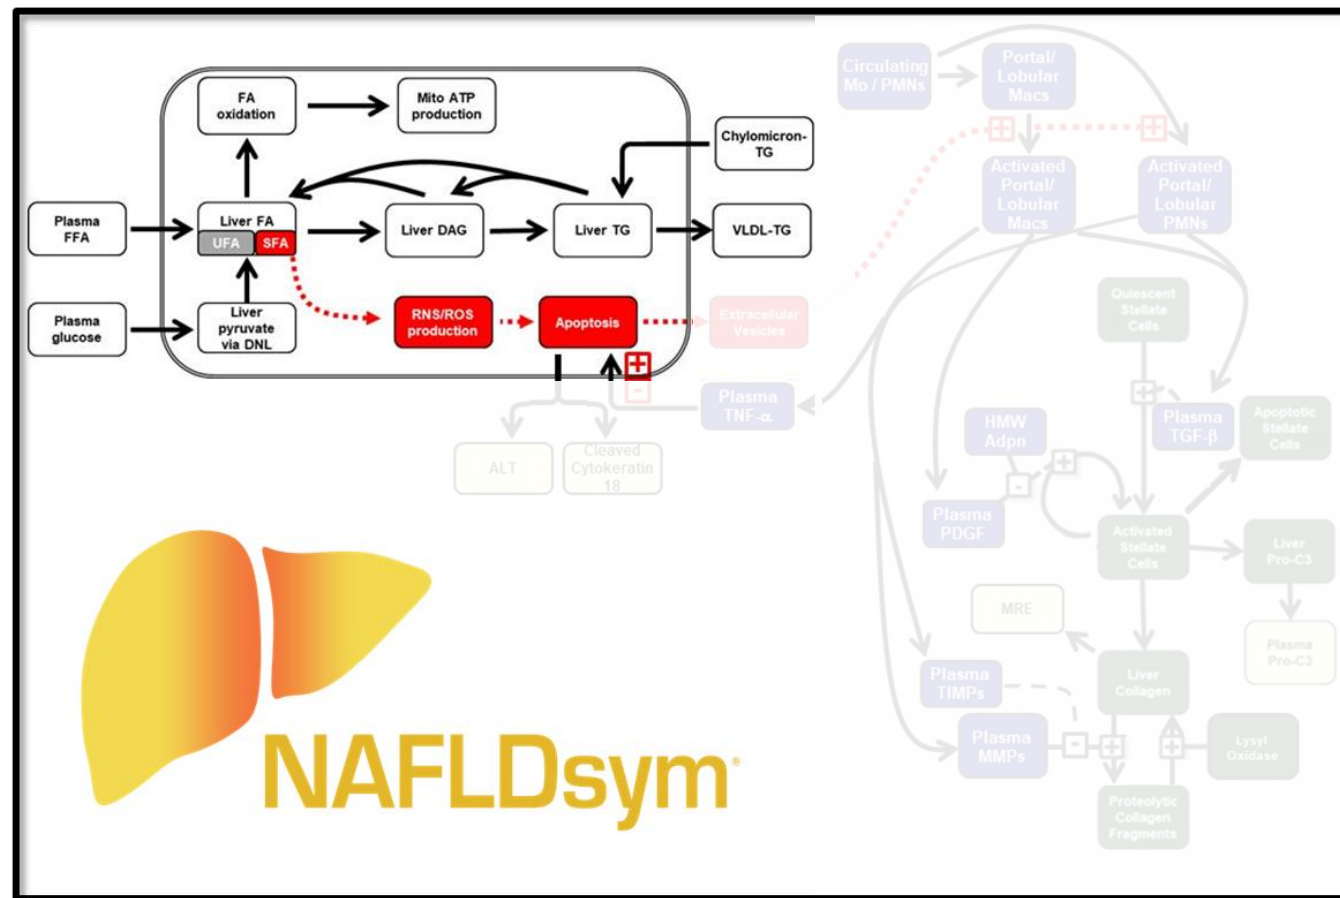 FA
oxidation
Mito ATP
production
Chylomicron-
TG
Plasma
FFA
Liver FA
UFA
SFA
Liver DAG
Liver TG
VLDL-TG
Plasma
glucose
Liver
pyruvate
via DNL
RNS/ROS
production
Apoptosis
Extracellular
Vesicles
+
-
Plasma
TNF-α
ALT
Cleaved
Cytokeratin
18
Circulating
Mo / PMNs
Portal/
Lobular
Macs
+
+
Activated
Portal/
Lobular
Macs
Activated
Portal/
Lobular
PMNs
Quiescent
Stellate
Cells
+
Plasma
TGF-β
Apoptotic
Stellate
Cells
HMW
Adpn
-
+
Plasma
PDGF
Activated
Stellate
Cells
Liver
Pro-C3
MRE
Plasma
Pro-C3
Liver
Collagen
Plasma
TIMPs
Plasma
MMPs
-
+
+
Lysyl
Oxidase
Proteolytic
Collagen
Fragments
NAFLDsym®